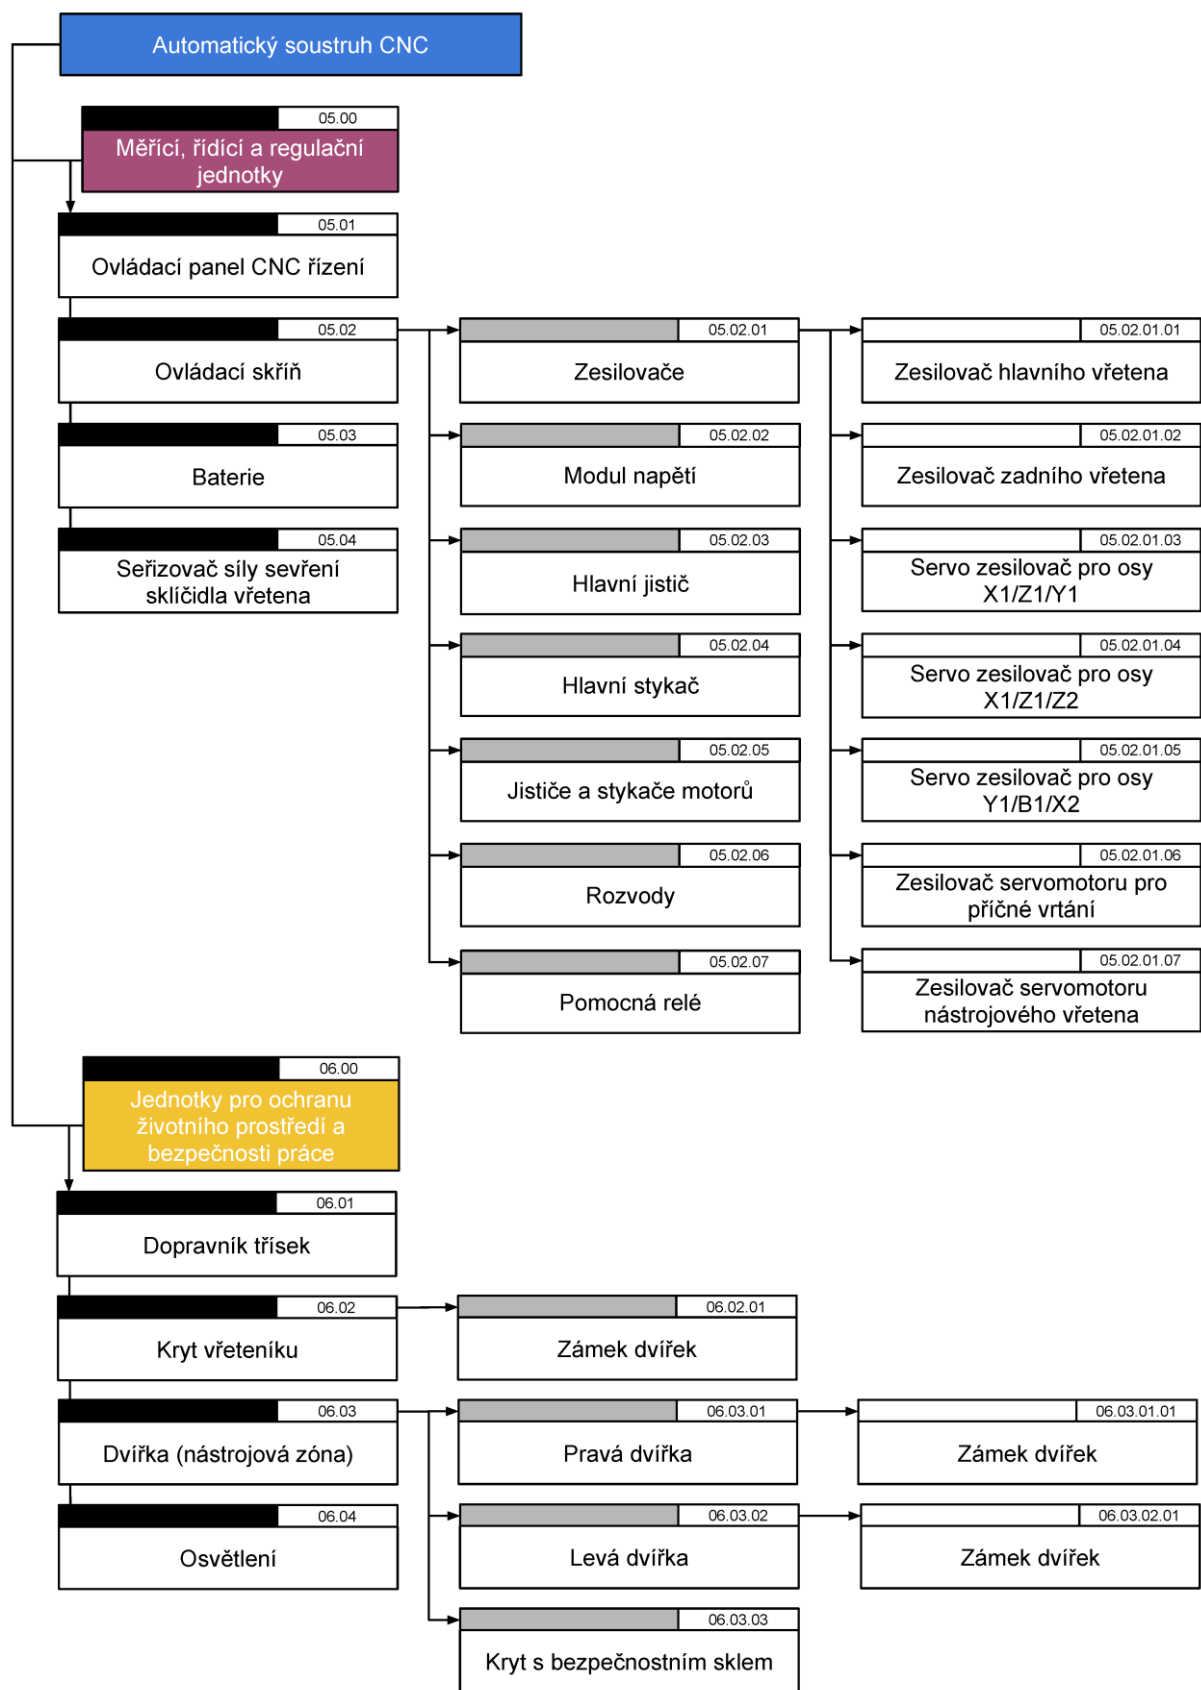 Automatický soustruh CNC
05.00
Měřící, řídící a regulační
jednotky
05.01
Ovládací panel CNC řízení
05.02
Ovládací skříň
05.02.01
Zesilovače
05.02.01.01
Zesilovač hlavního vřetena
05.03
Baterie
05.02.02
Modul napětí
05.02.01.02
Zesilovač zadního vřetena
05.04
Seřizovač síly sevření
sklíčidla vřetena
05.02.03
Hlavní jistič
05.02.01.03
Servo zesilovač pro osy
X1/Z1/Y1
05.02.04
Hlavní stykač
05.02.01.04
Servo zesilovač pro osy
X1/Z1/Z2
05.02.05
Jističe a stykače motorů
05.02.01.05
Servo zesilovač pro osy
Y1/B1/X2
05.02.06
Rozvody
05.02.01.06
Zesilovač servomotoru pro
příčné vrtání
05.02.07
Pomocná relé
05.02.01.07
Zesilovač servomotoru
nástrojového vřetena
06.00
Jednotky pro ochranu
životního prostředí a
bezpečnosti práce
06.01
Dopravník třísek
06.02
Kryt vřeteníku
06.02.01
Zámek dvířek
06.03
Dvířka (nástrojová zóna)
06.03.01
Pravá dvířka
06.03.01.01
Zámek dvířek
06.04
Osvětlení
06.03.02
Levá dvířka
06.03.02.01
Zámek dvířek
06.03.03
Kryt s bezpečnostním sklem